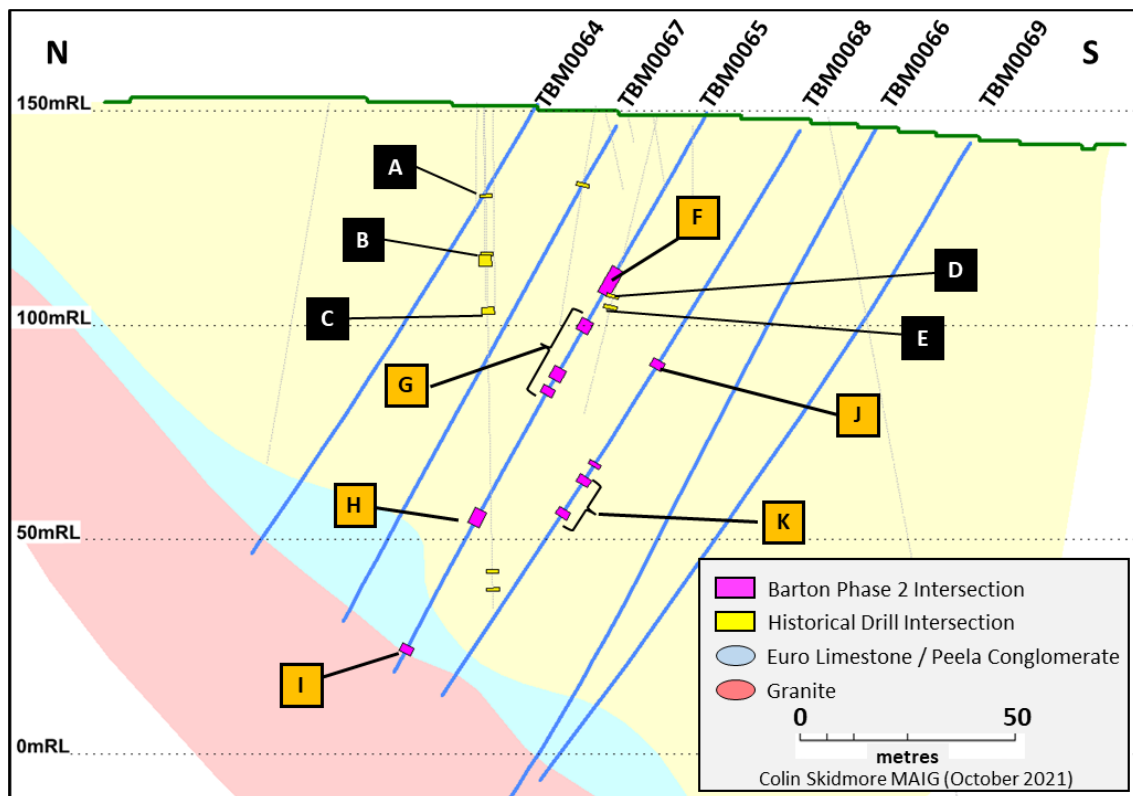 N
S
TBM0064
TBM0067
TBM0065
TBM0068
TBM0066
TBM0069
150mRL
A
B
F
D
C
100mRL
E
G
J
H
K
50mRL
I
0mRL
Barton Phase 2 Intersection
Historical Drill Intersection
Euro Limestone / Peela Conglomerate
Granite
0 50
metres
Colin Skidmore MAIG (October 2021)